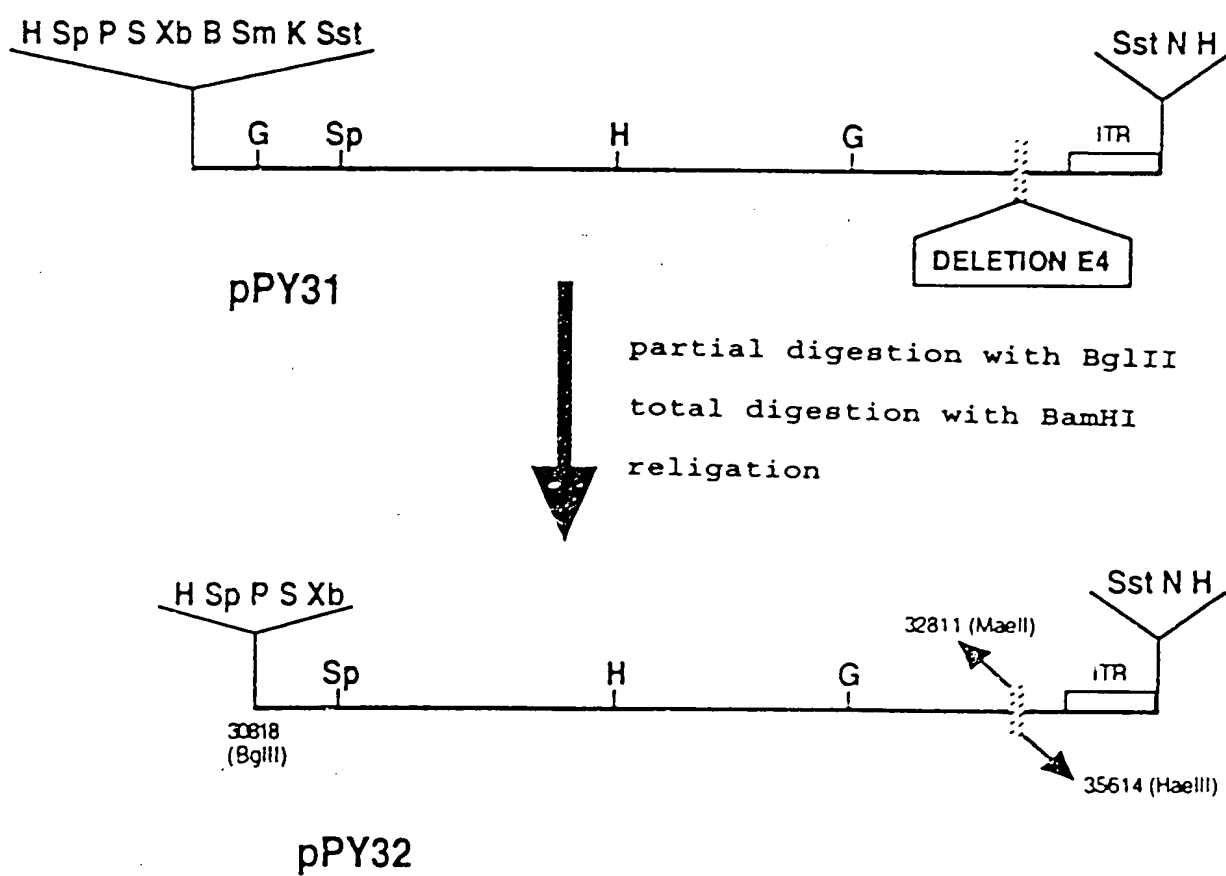 H Sp P S Xb B Sm K Sst
Sst N H
G
Sp
H
G
ITR
DELETION E4
pPY31
partial digestion with BglII
total digestion with BamHI
religation
H Sp P S Xb
Sst N H
32811 (MaeII)
Sp
H
G
ITR
30818
(BglII)
35614 (HaeIII)
pPY32